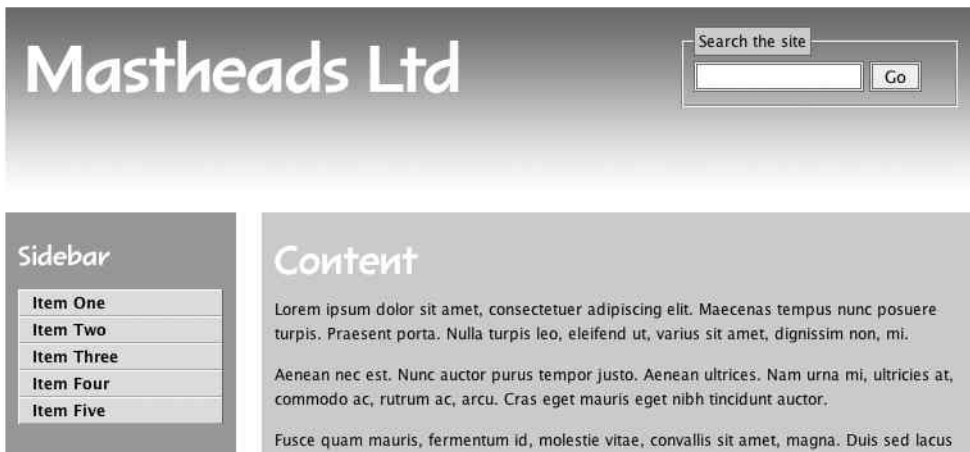 Mastheads Ltd
Search the site
Go
Sidebar
Item One
Item Two
Item Three
Item Four
Item Five
Content
Lorem ipsum dolor sit amet, consectetuer adipiscing elit. Maecenas tempus nunc posuere
turpis. Praesent porta. Nulla turpis leo, eleifend ut, varius sit amet, dignissim non, mi.
Aenean nec est. Nunc auctor purus tempor justo. Aenean ultrices. Nam urna mi, ultricies at,
commodo ac, rutrum ac, arcu. Cras eget mauris eget nibh tincidunt auctor.
Fusce quam mauris, fermentum id, molestie vitae, convallis sit amet, magna. Duis sed lacus